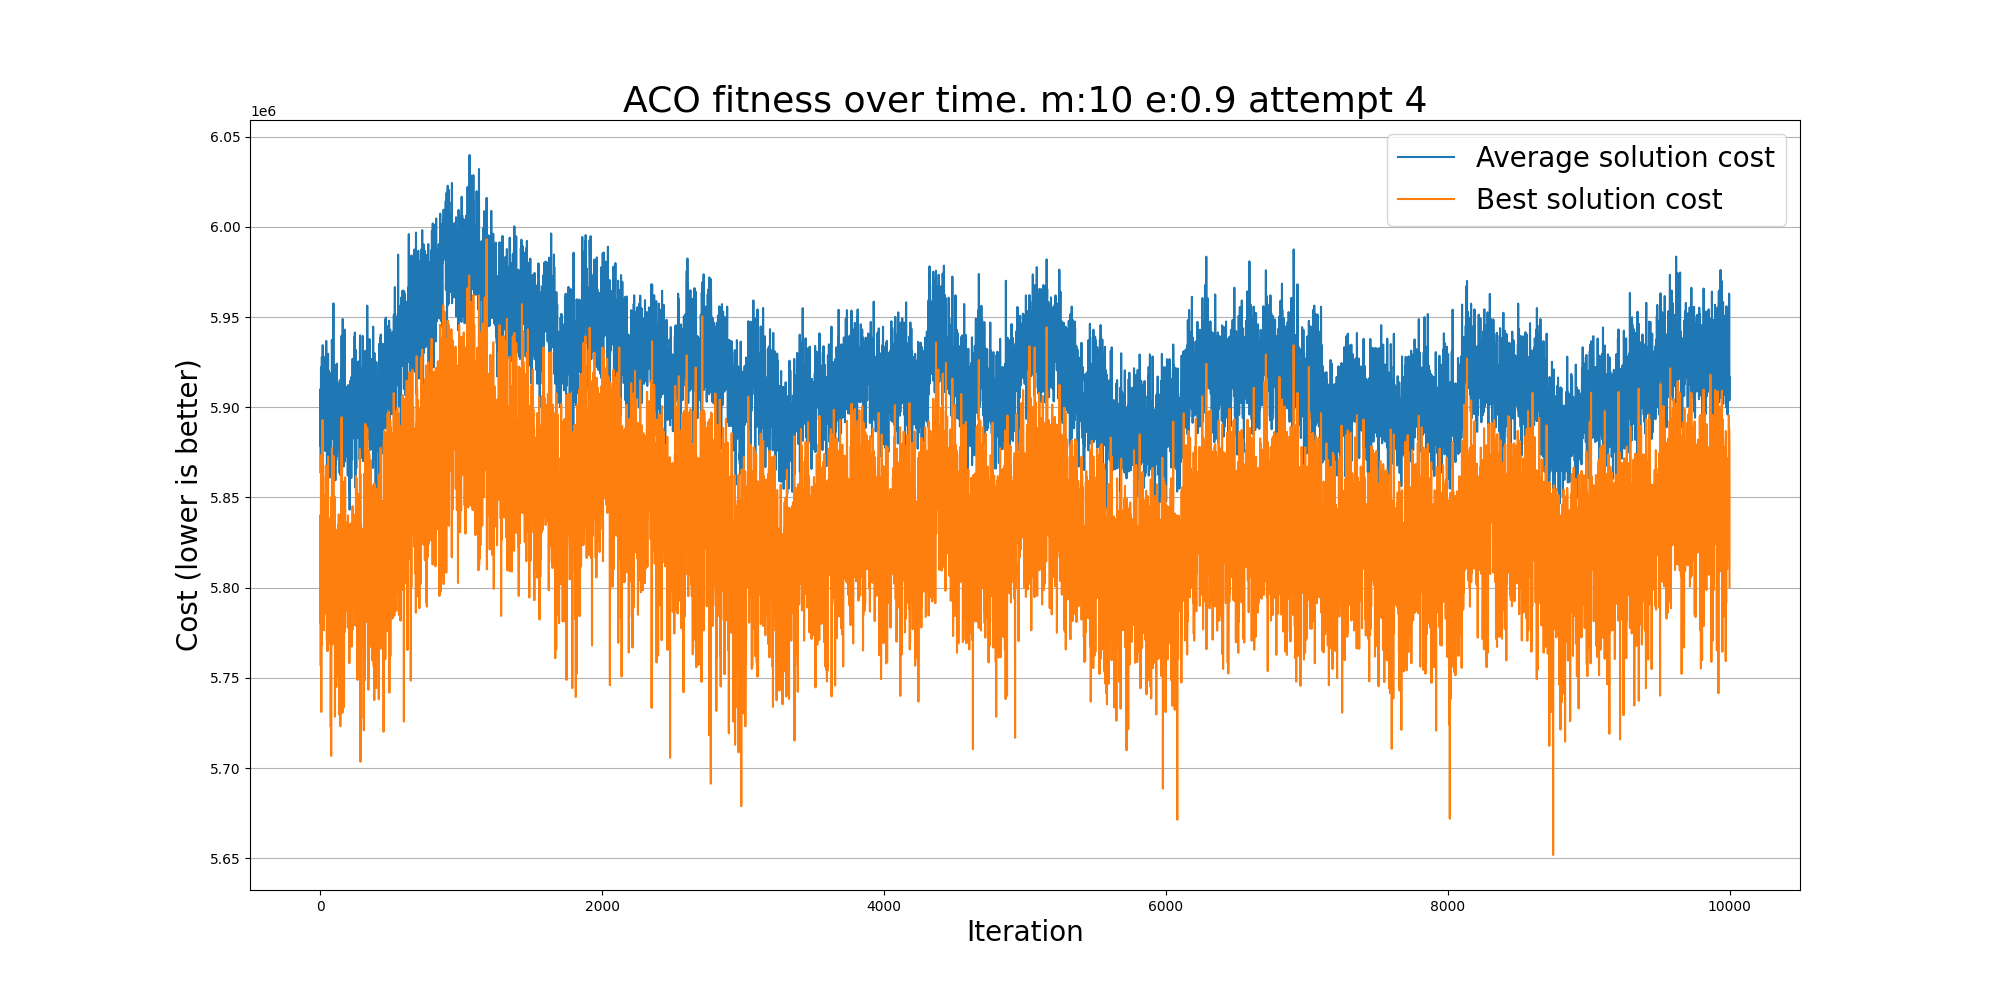 ACO fitness over time. m:10 e:0.9 attempt 4
1e6
6.05
6.00
5.95
5.90
5.85
5.80
5.75
5.70
5.65
Cost (lower is better)
Average solution cost
Best solution cost
0 2000 4000 6000 8000 10000
Iteration